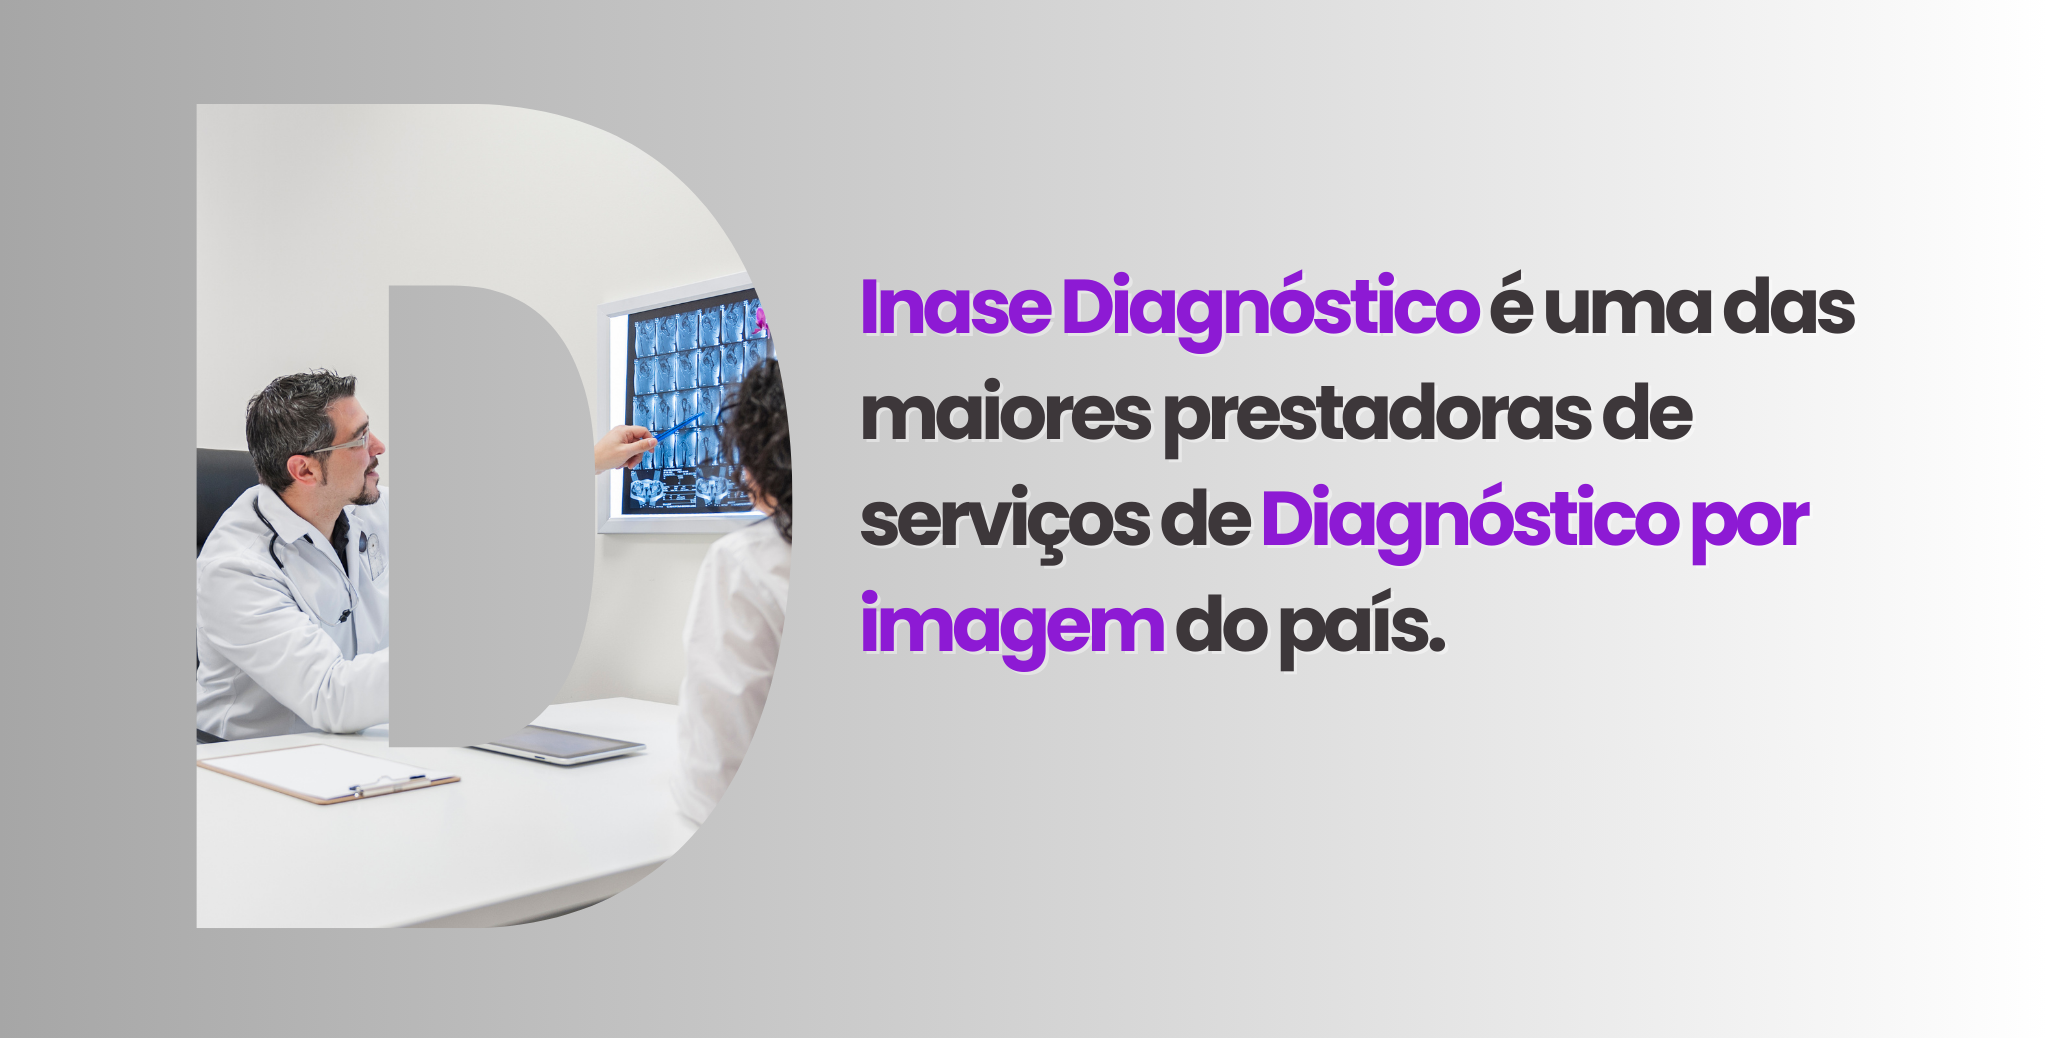 Inase Diagnóstico é uma das
maiores prestadoras de
serviços de Diagnóstico por
imagem do país.